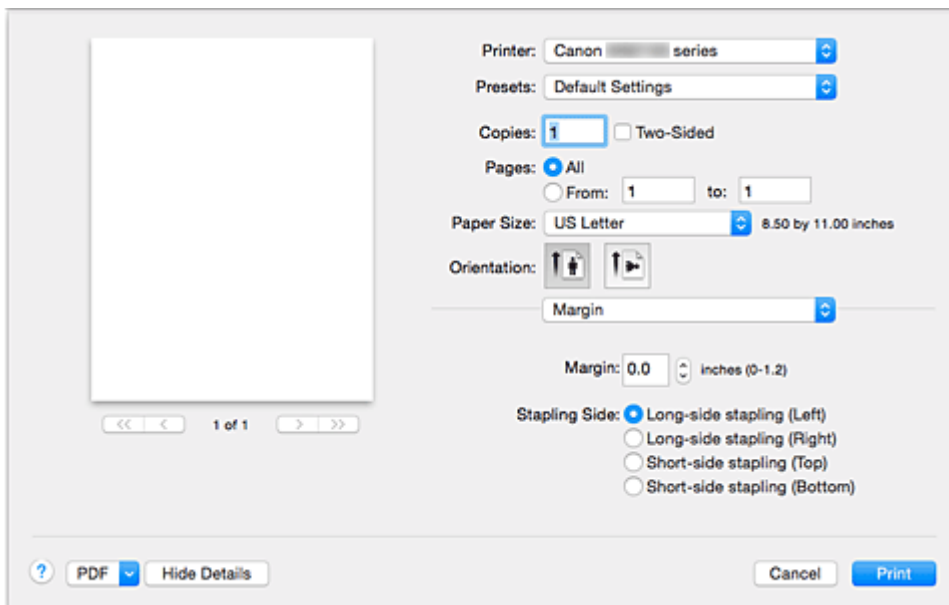 Printer: Canon series
Presets: Default Settings
Copies: 1 Two-Sided
Pages: All
From: 1 to: 1
Paper Size: US Letter 8.50 by 11.00 inches
Orientation:
Margin
Margin: 0.0 inches (0-1.2)
Stapling Side: Long-side stapling (Left)
Long-side stapling (Right)
Short-side stapling (Top)
Short-side stapling (Bottom)
<< < 1 of 1 > >>
? PDF Hide Details Cancel Print